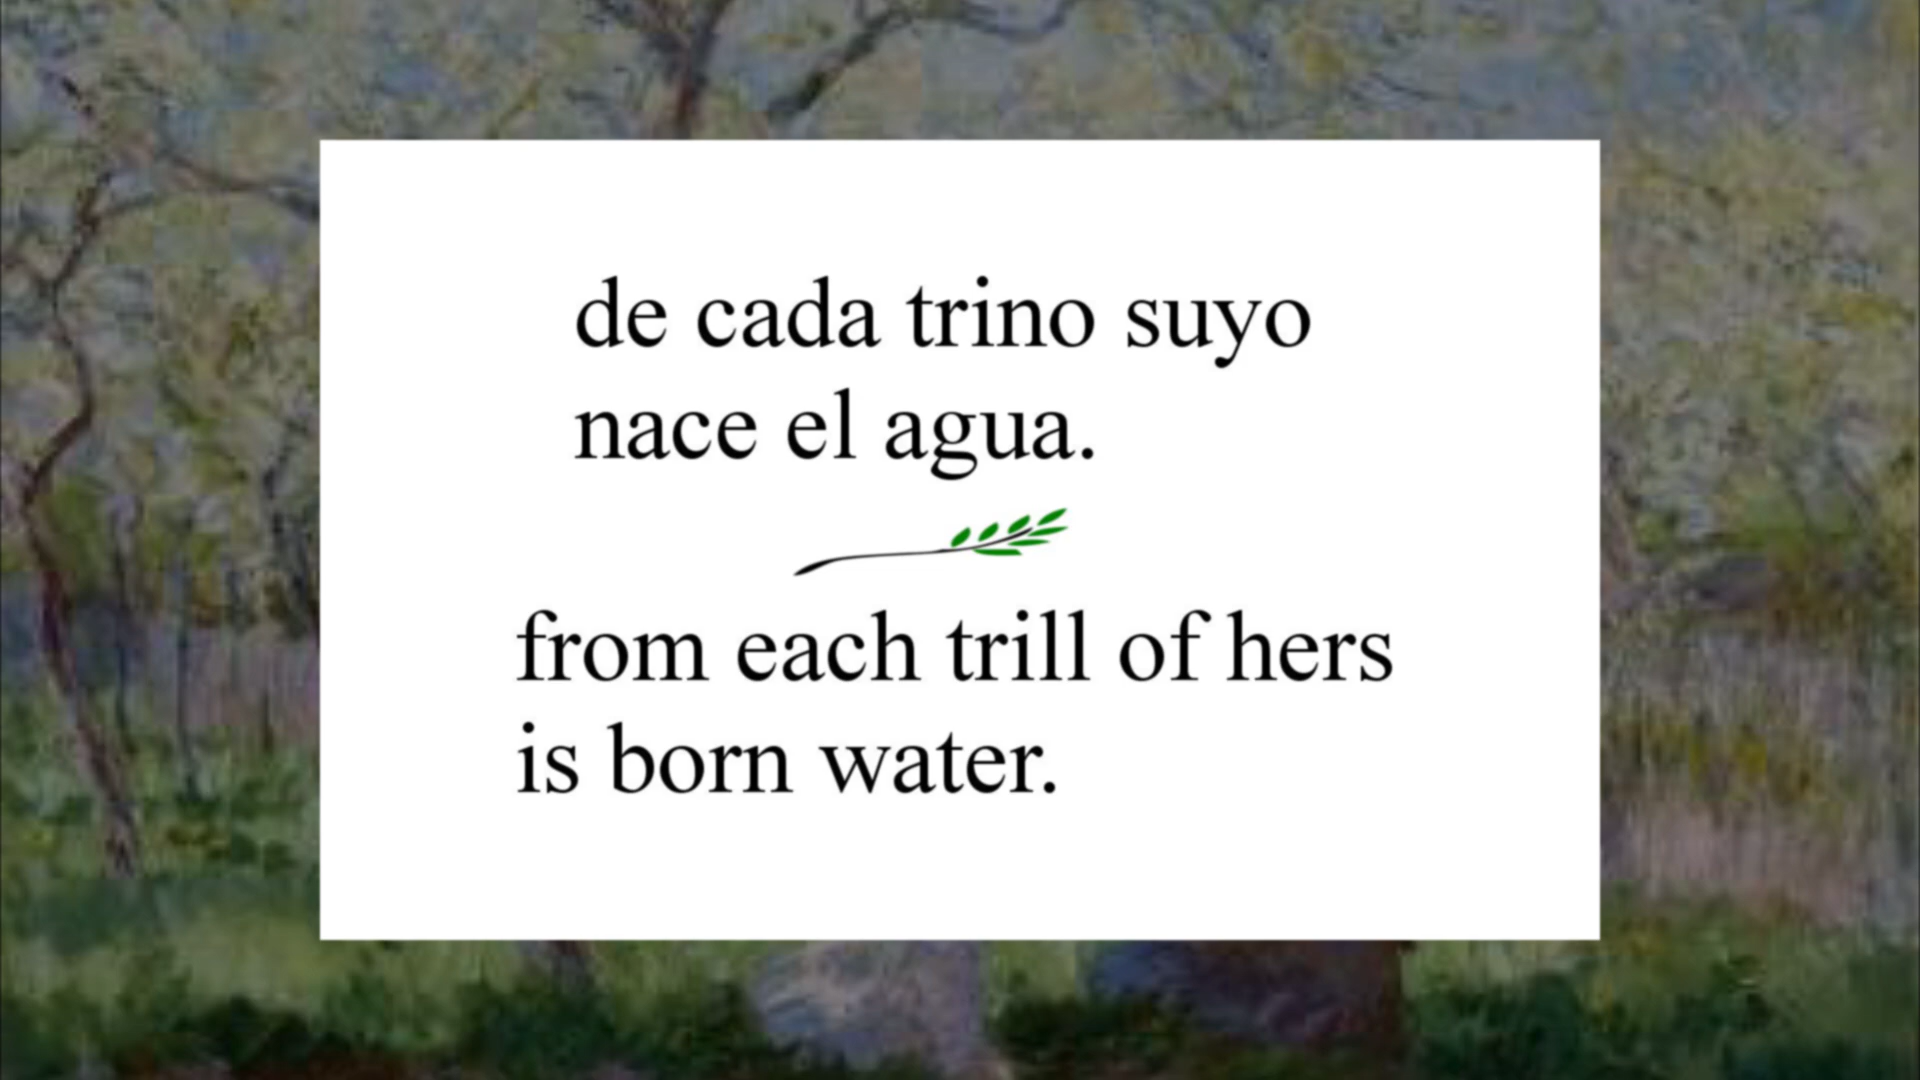 de cada trino suyo
nace el agua.
from each trill of hers
is born water.